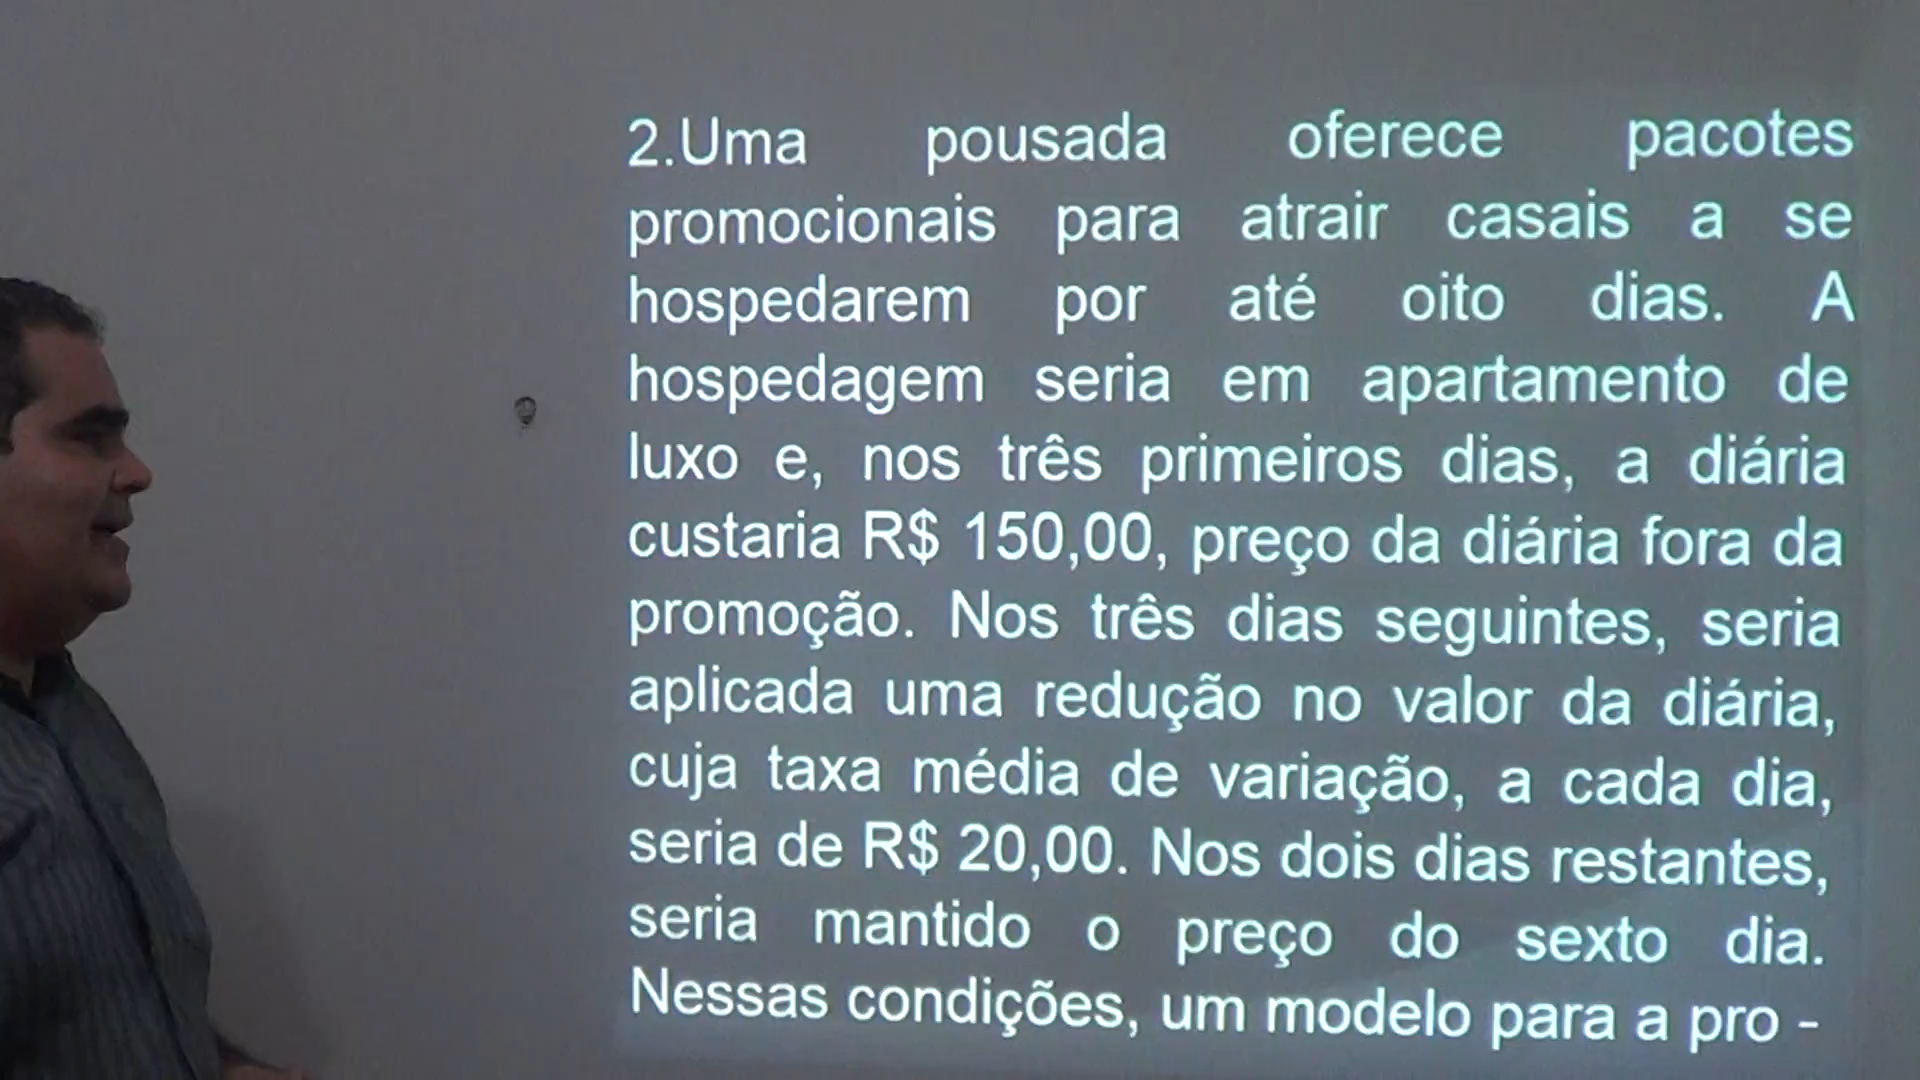 2.Uma pousada oferece pacotes
promocionais para atrair casais a se
hospedarem por até oito dias. A
hospedagem seria em apartamento de
luxo e, nos três primeiros dias, a diária
custaria R$ 150,00, preço da diária fora da
promoção. Nos três dias seguintes, seria
aplicada uma redução no valor da diária,
cuja taxa média de variação, a cada dia,
seria de R$ 20,00. Nos dois dias restantes,
seria mantido o preço do sexto dia.
Nessas condições, um modelo para a pro -